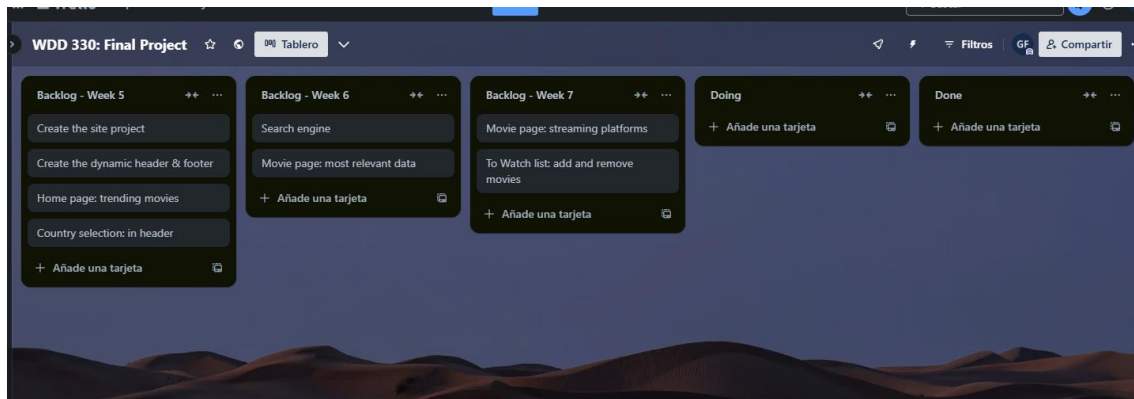 WDD 330: Final Project
Tablero
Filtros
GF
Compartir
Backlog - Week 5
Create the site project
Create the dynamic header & footer
Home page: trending movies
Country selection: in header
+ Añade una tarjeta
Backlog - Week 6
Search engine
Movie page: most relevant data
+ Añade una tarjeta
Backlog - Week 7
Movie page: streaming platforms
To Watch list: add and remove
movies
+ Añade una tarjeta
Doing
+ Añade una tarjeta
Done
+ Añade una tarjeta